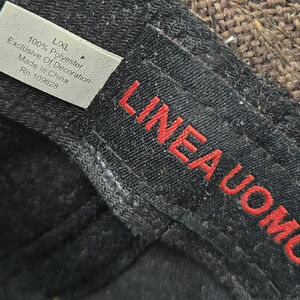 L/XL
100% Polyester
Exclusive Of Decoration
Made In China
Rn 109628
LINEA UOMO